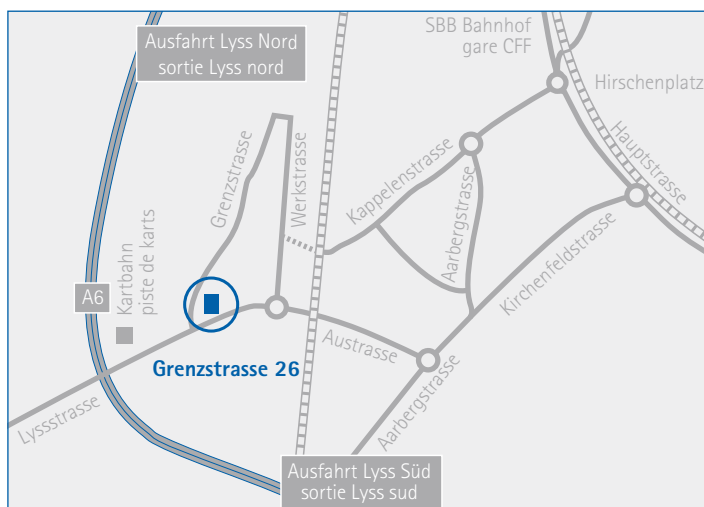 SBB Bahnhof
gare CFF
Ausfahrt Lyss Nord
sortie Lyss nord
Hirschenplatz
Hauptstrasse
Grenzstrasse
Werkstrasse
Kappelenstrasse
Aarbergstrasse
Kirchenfeldstrasse
A6
Kartbahn
piste de karts
Austrasse
Grenzstrasse 26
Lyssstrasse
Aarbergstrasse
Ausfahrt Lyss Süd
sortie Lyss sud